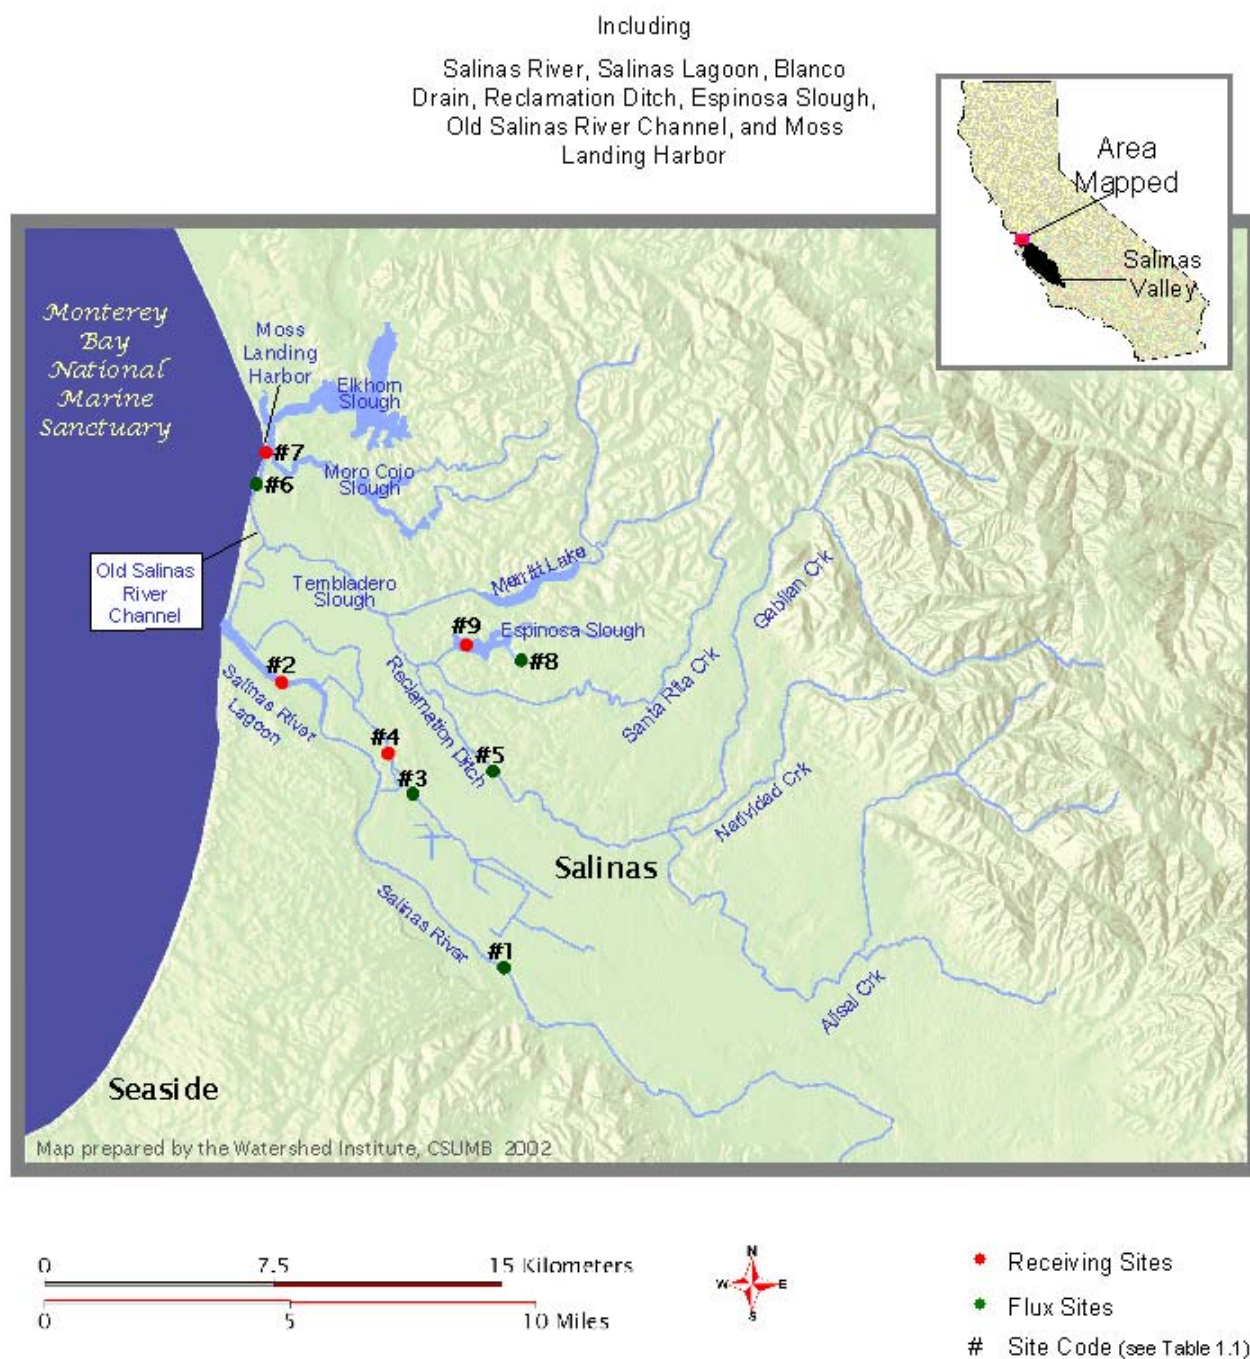 Including
Salinas River, Salinas Lagoon, Blanco
Drain, Reclamation Ditch, Espinosa Slough,
Old Salinas River Channel, and Moss
Landing Harbor
Area
Mapped
Salinas
Valley
Monterey
Bay
National
Marine
Sanctuary
Moss
Landing
Harbor
Elkhorn
Slough
#7
#6
Moro Cojo
Slough
Old Salinas
River
Channel
Tembladero
Slough
Merritt Lake
Gabilan Crk
#9
Espinosa Slough
#8
#2
Salinas River
Lagoon
Reclamation Ditch
Santa Rita Crk
#4
#5
#3
Natividad Crk
Salinas
Salinas River
#1
Alisal Crk
Seaside
Map prepared by the Watershed Institute, CSUMB 2002
0 7.5 15 Kilometers
0 5 10 Miles
N
W E
S
Receiving Sites
Flux Sites
# Site Code (see Table 1.1)